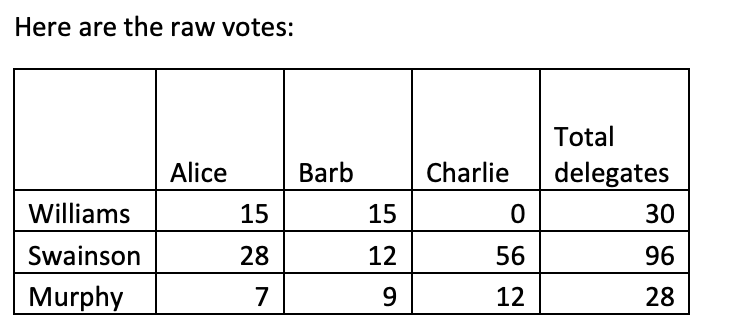 Here are the raw votes:
Total
Alice Barb Charlie delegates
Williams 15 15 0 30
Swainson 28 12 56 96
Murphy 7 9 12 28